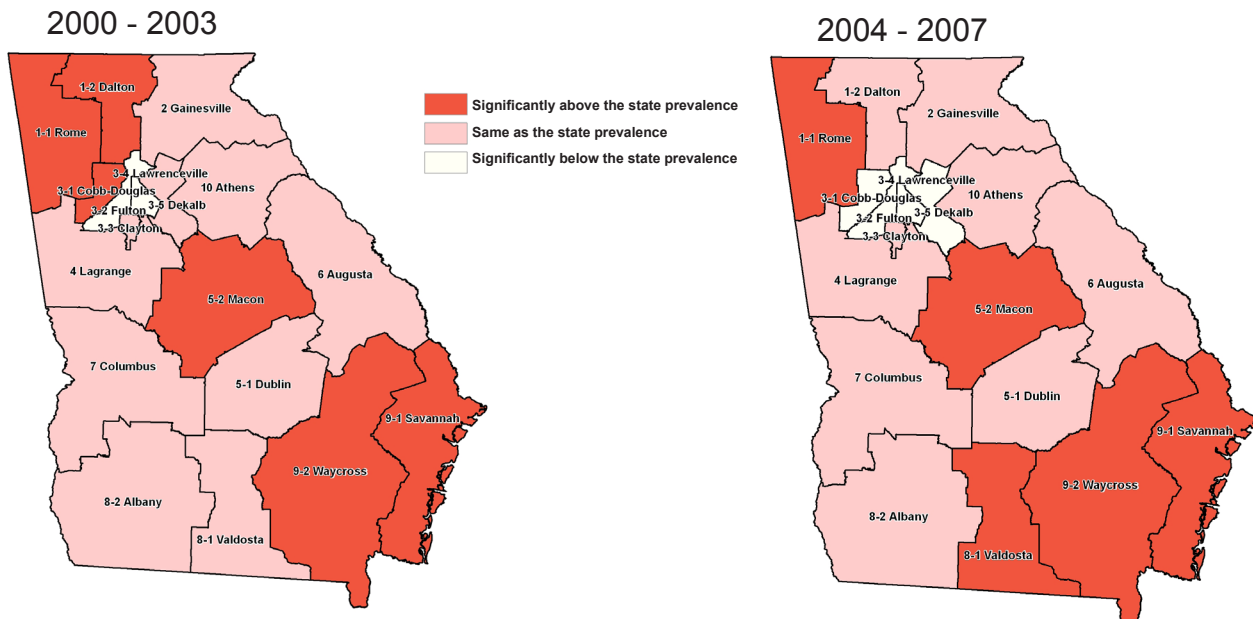 2000 - 2003
1-2 Dalton
2 Gainesville
1-1 Rome
3-4 Lawrenceville
3-1 Cobb-Douglas
10 Athens
3-2 Fulton
3-5 Dekalb
3-3 Clayton
4 Lagrange
6 Augusta
5-2 Macon
7 Columbus
5-1 Dublin
9-1 Savannah
9-2 Waycross
8-2 Albany
8-1 Valdosta
Significantly above the state prevalence
Same as the state prevalence
Significantly below the state prevalence
2004 - 2007
1-2 Dalton
2 Gainesville
1-1 Rome
3-4 Lawrenceville
3-1 Cobb-Douglas
10 Athens
3-2 Fulton
3-5 Dekalb
3-3 Clayton
4 Lagrange
6 Augusta
5-2 Macon
7 Columbus
5-1 Dublin
9-1 Savannah
9-2 Waycross
8-2 Albany
8-1 Valdosta